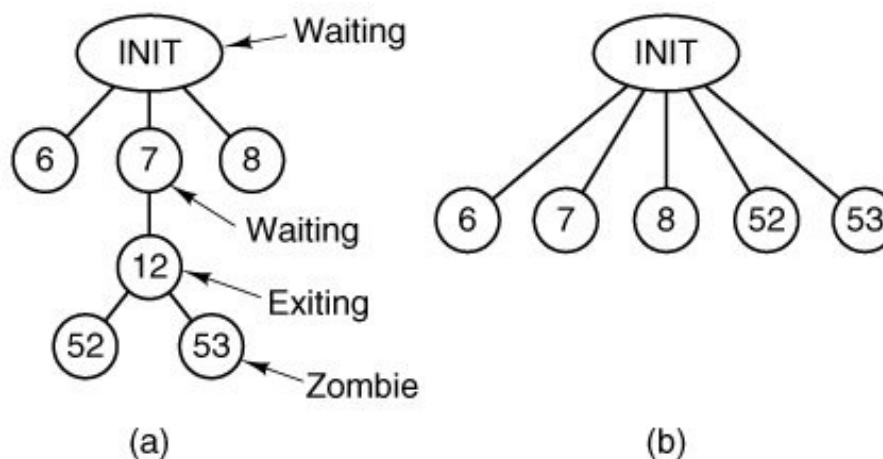 INIT
Waiting
6
7
8
Waiting
12
Exiting
52
53
Zombie
(a)
INIT
6
7
8
52
53
(b)